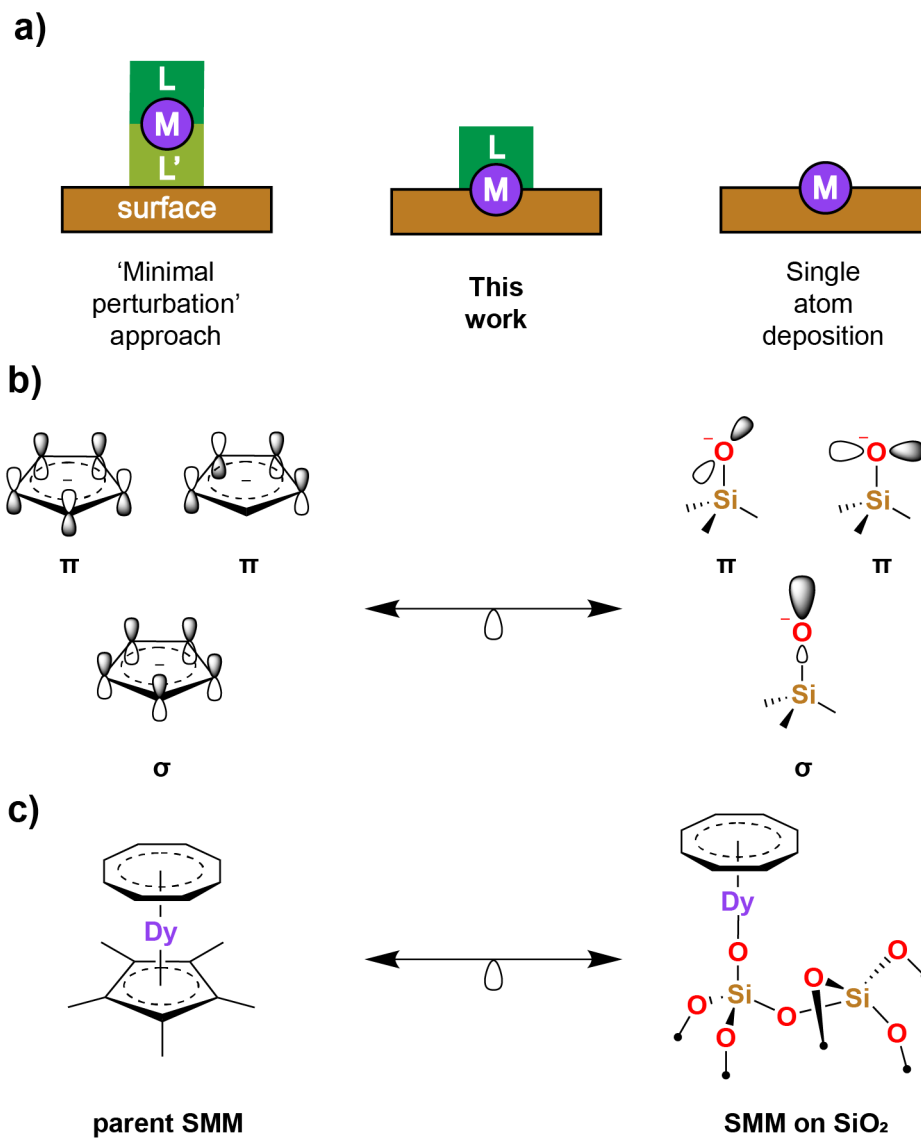 a)
L
M
L'
surface
L
M
M
'Minimal
perturbation'
approach
This
work
Single
atom
deposition
b)
−
−
π
π
−
O
Si
−
O
Si
π
π
−
σ
−
O
Si
σ
c)
Dy
Dy
O
Si
O
O
O
O
Si
O
O
parent SMM
SMM on SiO₂